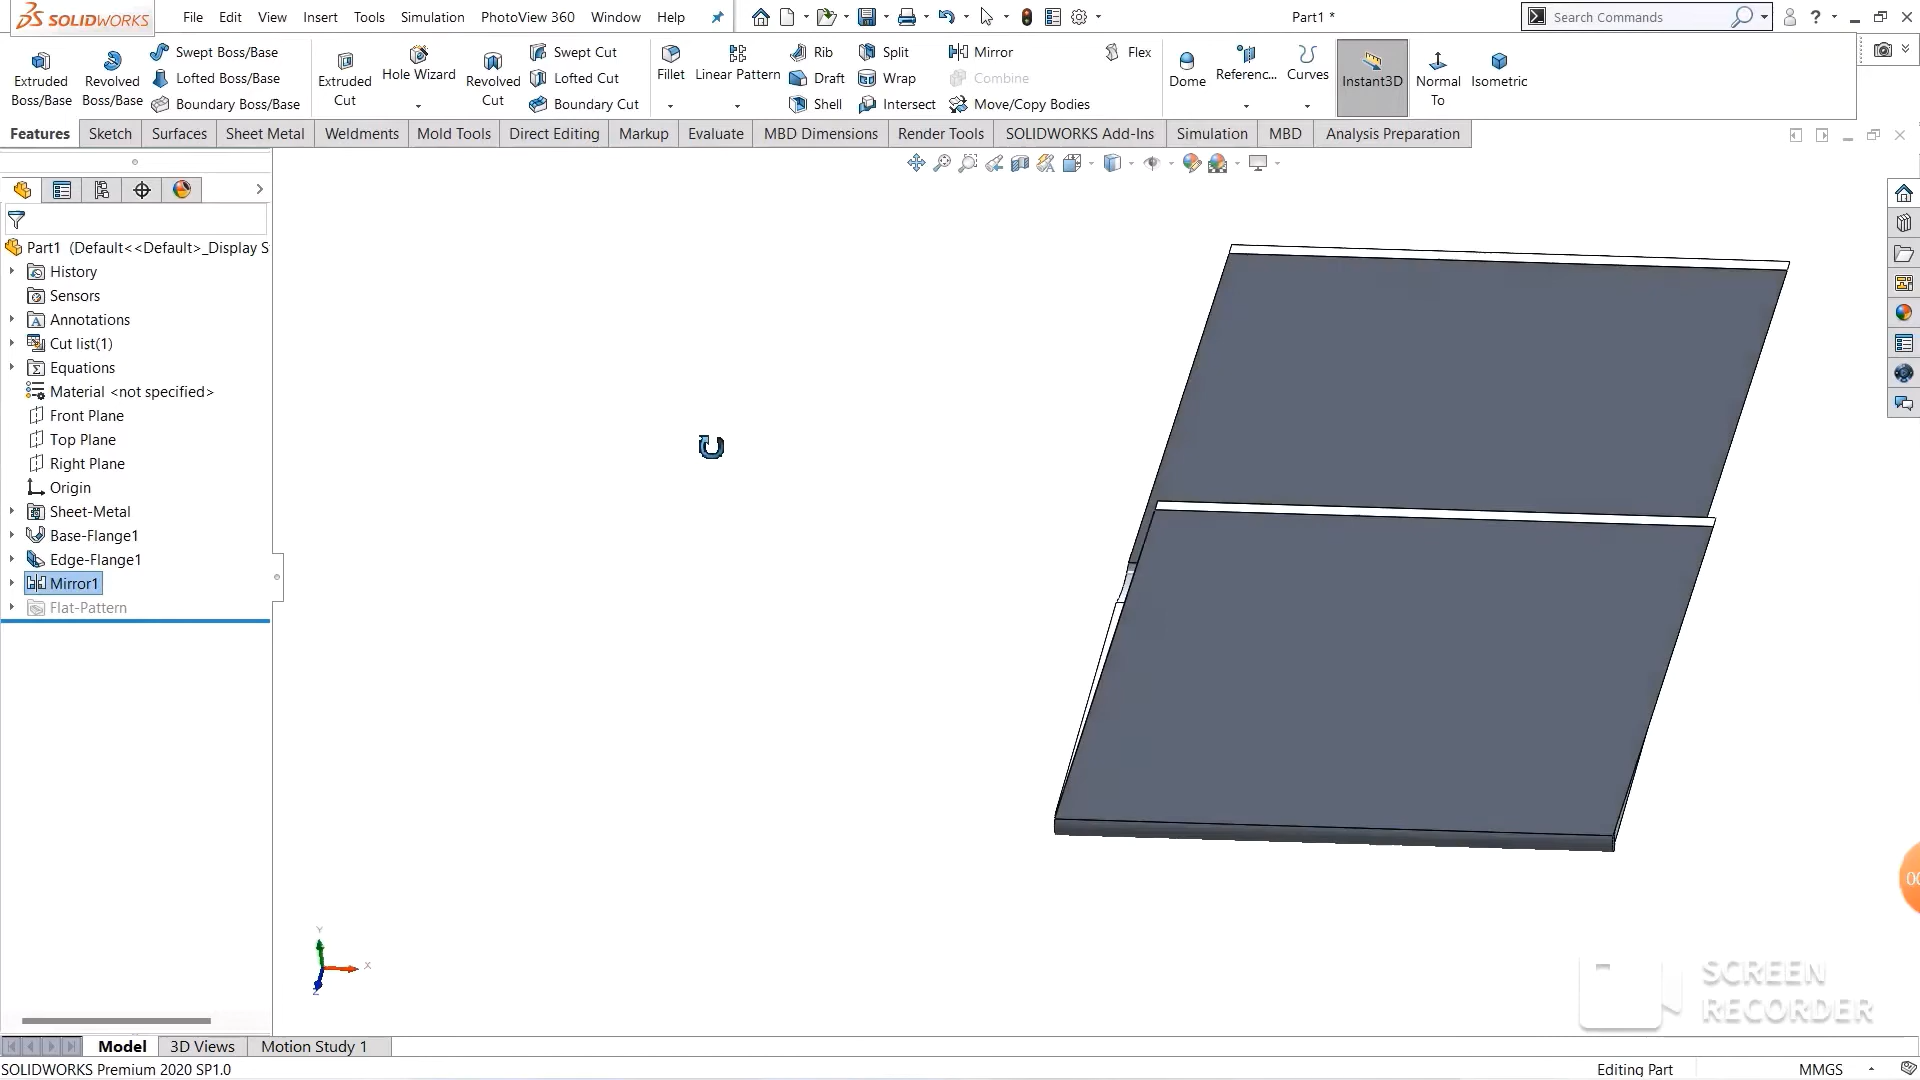 SOLIDWORKS
File Edit View Insert Tools Simulation PhotoView 360 Window Help
Part1 *
Search Commands
?
Extruded Boss/Base
Revolved Boss/Base
Swept Boss/Base
Lofted Boss/Base
Boundary Boss/Base
Extruded Cut
Hole Wizard
Revolved Cut
Swept Cut
Lofted Cut
Boundary Cut
Fillet
Linear Pattern
Rib
Draft
Shell
Split
Wrap
Intersect
Mirror
Combine
Move/Copy Bodies
Flex
Dome
Referenc...
Curves
Instant3D
Normal To
Isometric
Features Sketch Surfaces Sheet Metal Weldments Mold Tools Direct Editing Markup Evaluate MBD Dimensions Render Tools SOLIDWORKS Add-Ins Simulation MBD Analysis Preparation
Part1 (Default<<Default>_Display S
History
Sensors
Annotations
Cut list(1)
Equations
Material <not specified>
Front Plane
Top Plane
Right Plane
Origin
Sheet-Metal
Base-Flange1
Edge-Flange1
Mirror1
Flat-Pattern
Y
X
Z
00
SCREEN
RECORDER
Model 3D Views Motion Study 1
SOLIDWORKS Premium 2020 SP1.0
Editing Part
MMGS